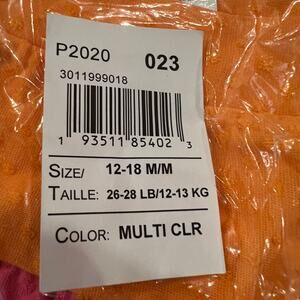 P2020 023
3011999018
1 93511 85402 3
SIZE/ 12-18 M/M
TAILLE: 26-28 LB/12-13 KG
COLOR: MULTI CLR